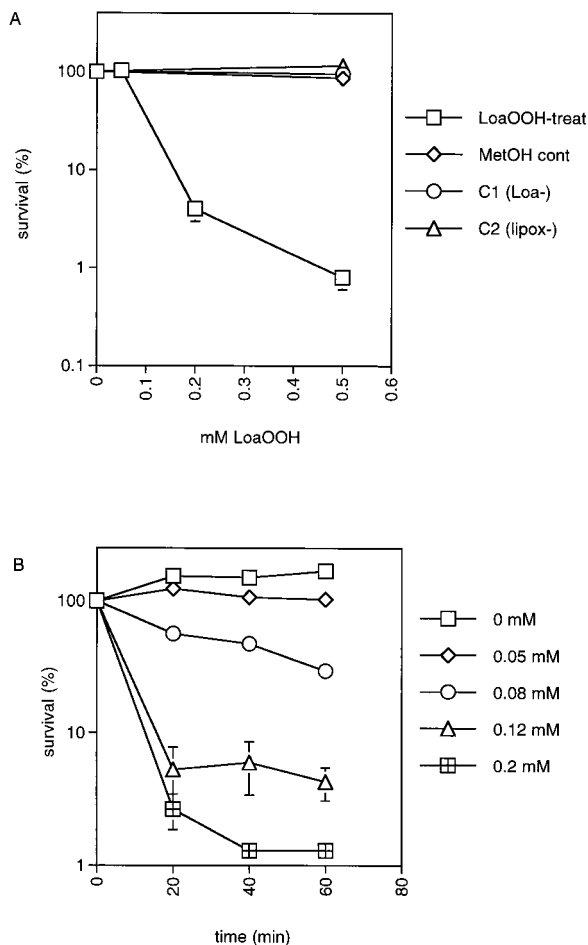 A
survival (%)
100
10
1
0.1
0
0.1
0.2
0.3
0.4
0.5
0.6
mM LoaOOH
LoaOOH-treat
MetOH cont
C1 (Loa-)
C2 (lipox-)
B
survival (%)
100
10
1
0
20
40
60
80
time (min)
0 mM
0.05 mM
0.08 mM
0.12 mM
0.2 mM